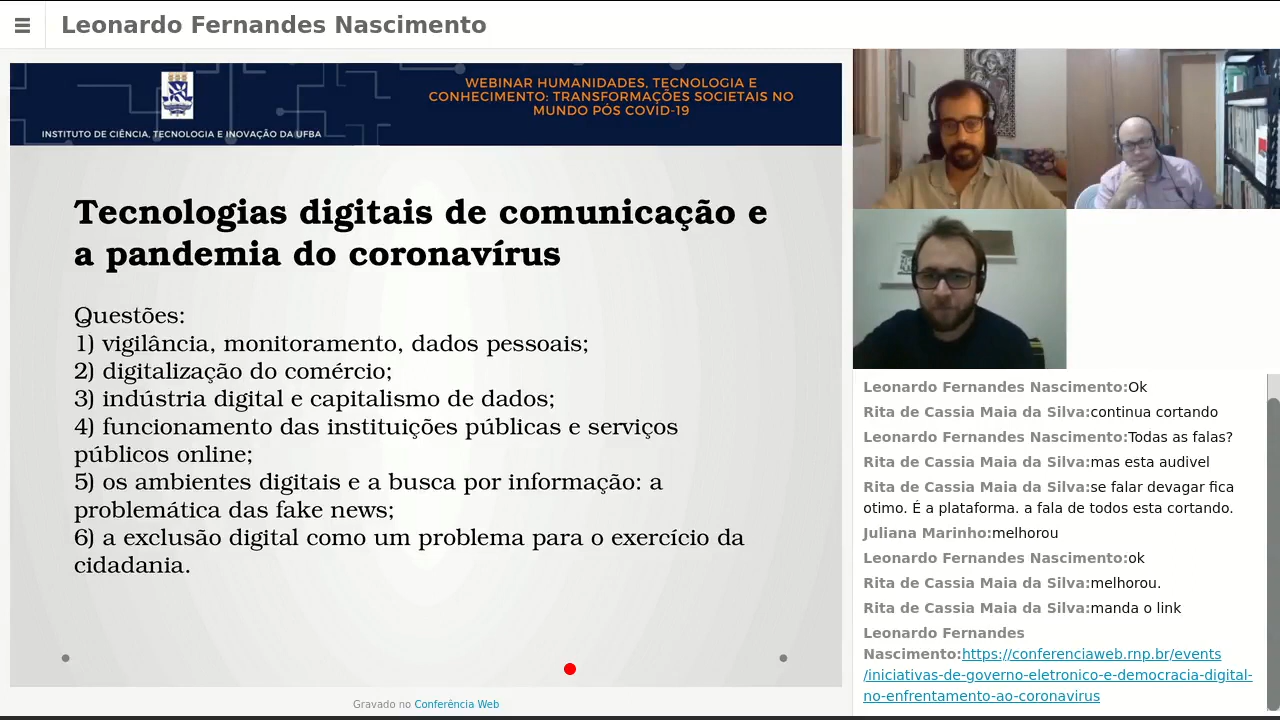 Leonardo Fernandes Nascimento
INSTITUTO DE CIÊNCIA, TECNOLOGIA E INOVAÇÃO DA UFBA
WEBINAR HUMANIDADES, TECNOLOGIA E
CONHECIMENTO: TRANSFORMAÇÕES SOCIETAIS NO
MUNDO PÓS COVID-19
Tecnologias digitais de comunicação e
a pandemia do coronavírus
Questões:
1) vigilância, monitoramento, dados pessoais;
2) digitalização do comércio;
3) indústria digital e capitalismo de dados;
4) funcionamento das instituições públicas e serviços
públicos online;
5) os ambientes digitais e a busca por informação: a
problemática das fake news;
6) a exclusão digital como um problema para o exercício da
cidadania.
Gravado no Conferência Web
Leonardo Fernandes Nascimento:Ok
Rita de Cassia Maia da Silva:continua cortando
Leonardo Fernandes Nascimento:Todas as falas?
Rita de Cassia Maia da Silva:mas esta audivel
Rita de Cassia Maia da Silva:se falar devagar fica
otimo. É a plataforma. a fala de todos esta cortando.
Juliana Marinho:melhorou
Leonardo Fernandes Nascimento:ok
Rita de Cassia Maia da Silva:melhorou.
Rita de Cassia Maia da Silva:manda o link
Leonardo Fernandes
Nascimento:https://conferenciaweb.rnp.br/events
/iniciativas-de-governo-eletronico-e-democracia-digital-
no-enfrentamento-ao-coronavirus